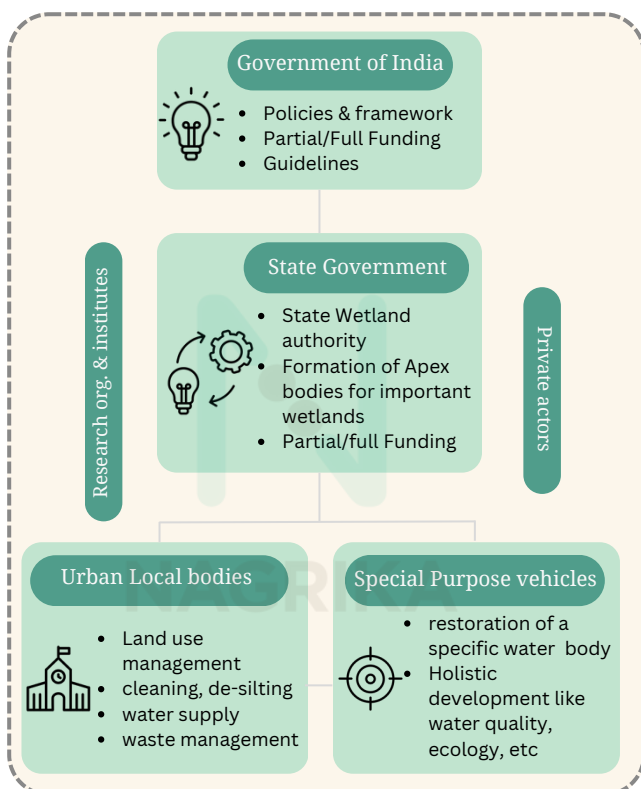 Government of India
• Policies & framework
• Partial/Full Funding
• Guidelines
State Government
• State Wetland
authority
• Formation of Apex
bodies for important
wetlands
• Partial/full Funding
Research org. & institutes
Private actors
Urban Local bodies
• Land use
management
• cleaning, de-silting
• water supply
• waste management
Special Purpose vehicles
• restoration of a
specific water body
• Holistic
development like
water quality,
ecology, etc
NAGRIKA